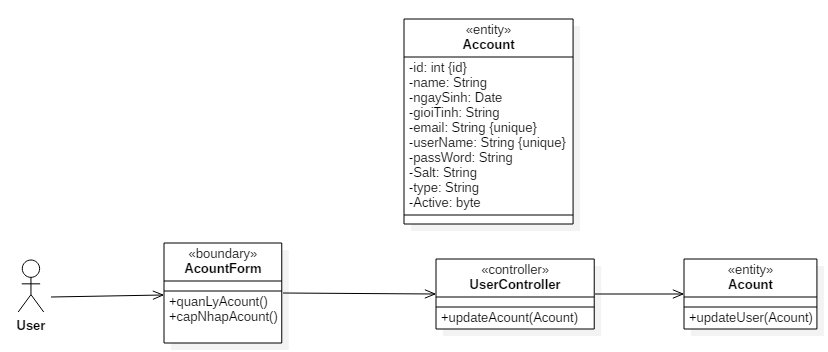 «entity»
Account
-id: int {id}
-name: String
-ngaySinh: Date
-gioiTinh: String
-email: String {unique}
-userName: String {unique}
-passWord: String
-Salt: String
-type: String
-Active: byte
User
«boundary»
AcountForm
+quanLyAcount()
+capNhapAcount()
«controller»
UserController
+updateAcount(Acount)
«entity»
Acount
+updateUser(Acount)